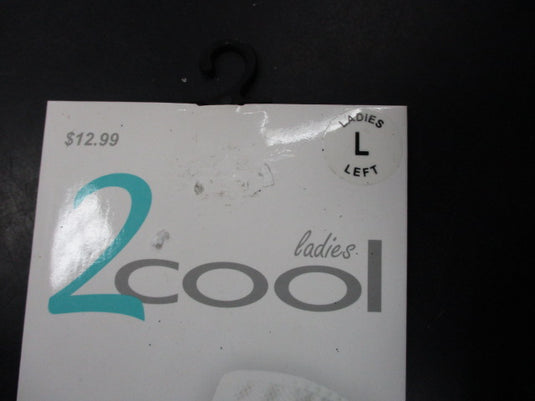 $12.99
LADIES
L
LEFT
ladies
2cool